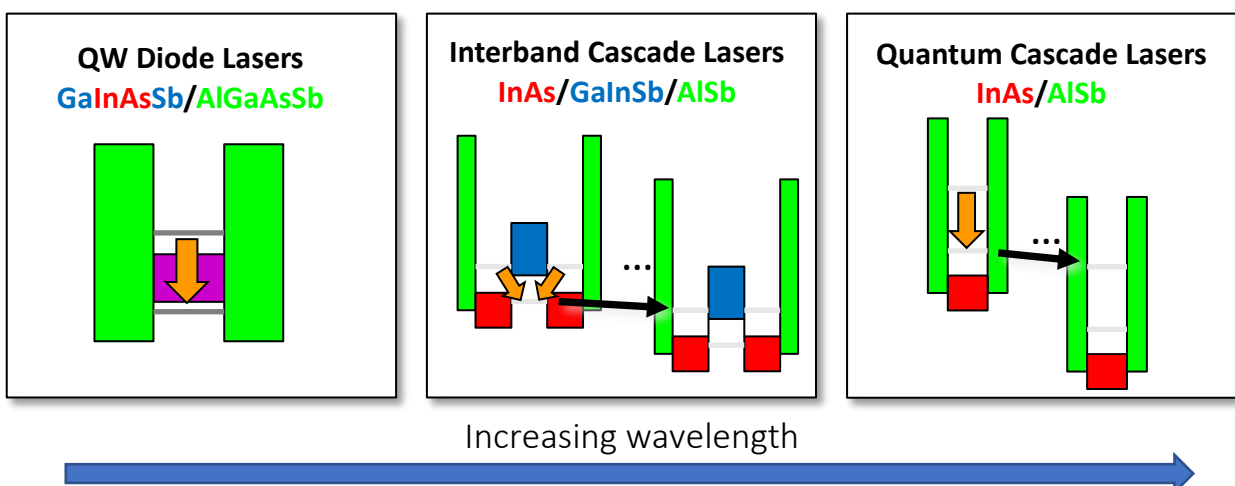 QW Diode Lasers
GaInAsSb/AlGaAsSb
Interband Cascade Lasers
InAs/GaInSb/AlSb
...
Quantum Cascade Lasers
InAs/AlSb
...
Increasing wavelength